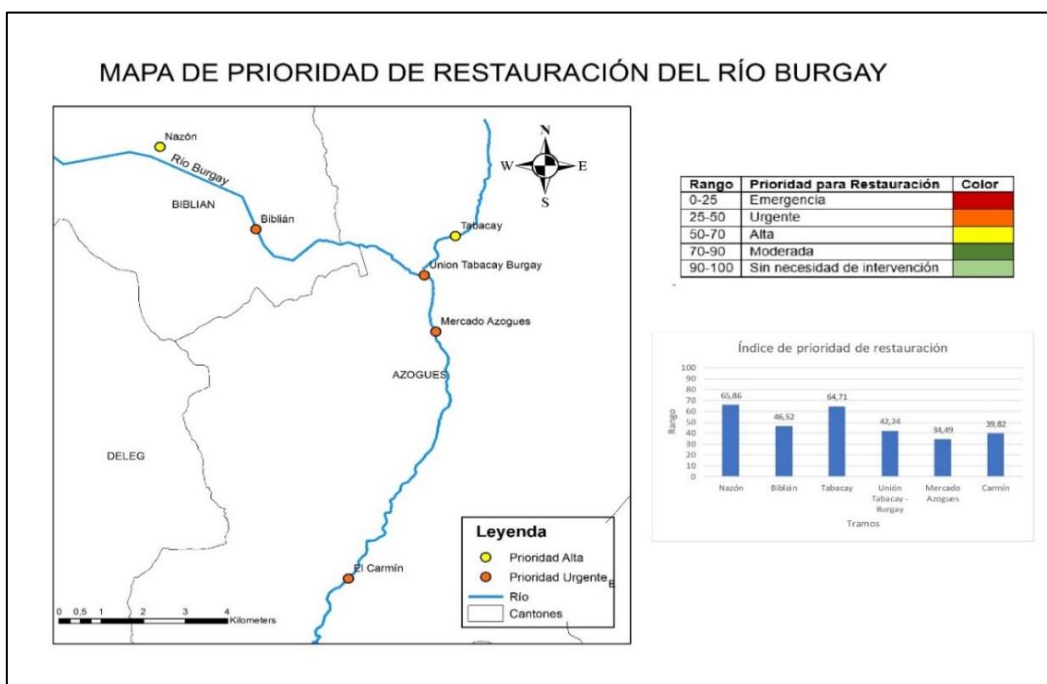 MAPA DE PRIORIDAD DE RESTAURACIÓN DEL RÍO BURGAY
Nazón
Río Burgay
BIBLIAN
Biblián
N
W E
S
Tabacay
Union Tabacay Burgay
Mercado Azogues
AZOGUES
DELEG
El Carmín
Leyenda
Prioridad Alta
Prioridad Urgente
E
Río
Cantones
0 0,5 1 2 3 4
Kilometers
Rango Prioridad para Restauración Color
0-25 Emergencia
25-50 Urgente
50-70 Alta
70-90 Moderada
90-100 Sin necesidad de intervención
Índice de prioridad de restauración
Rango
100
90
80
70
60
50
40
30
20
10
0
65,86
46,52
64,71
42,24
34,49
39,82
Nazón
Biblián
Tabacay
Unión
Tabacay -
Burgay
Mercado
Azogues
Carmín
Tramos